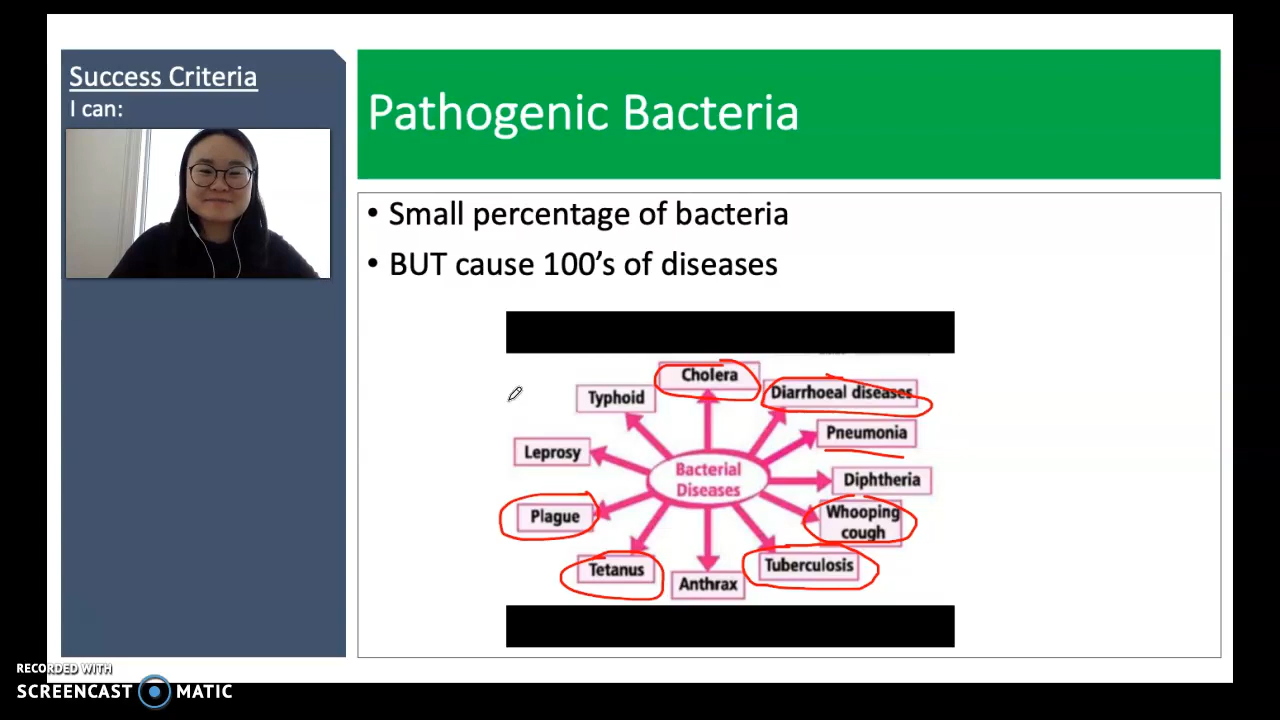 Success Criteria
I can:
Pathogenic Bacteria
• Small percentage of bacteria
• BUT cause 100’s of diseases
Cholera
Diarrhoeal diseases
Typhoid
Pneumonia
Leprosy
Bacterial
Diseases
Diphtheria
Plague
Whooping
cough
Tetanus
Tuberculosis
Anthrax
RECORDED WITH
SCREENCAST MATIC